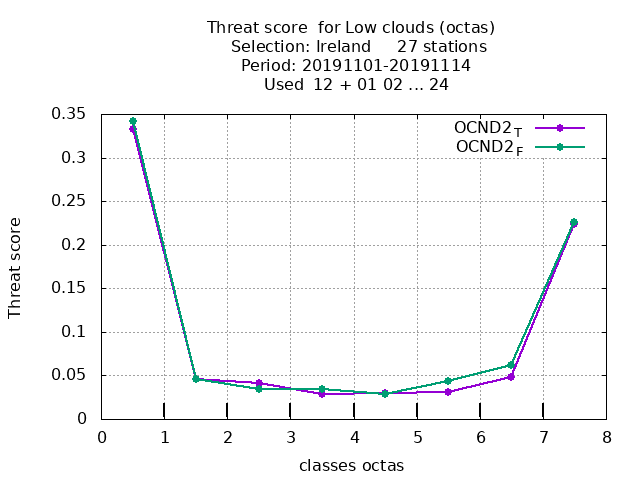 Threat score  for Low clouds (octas)
Selection: Ireland     27 stations
Period: 20191101-20191114
Used  12 + 01 02 ... 24
OCND2_T
OCND2_F
0.35
0.3
0.25
0.2
0.15
0.1
0.05
0
Threat score
0 1 2 3 4 5 6 7 8
classes octas